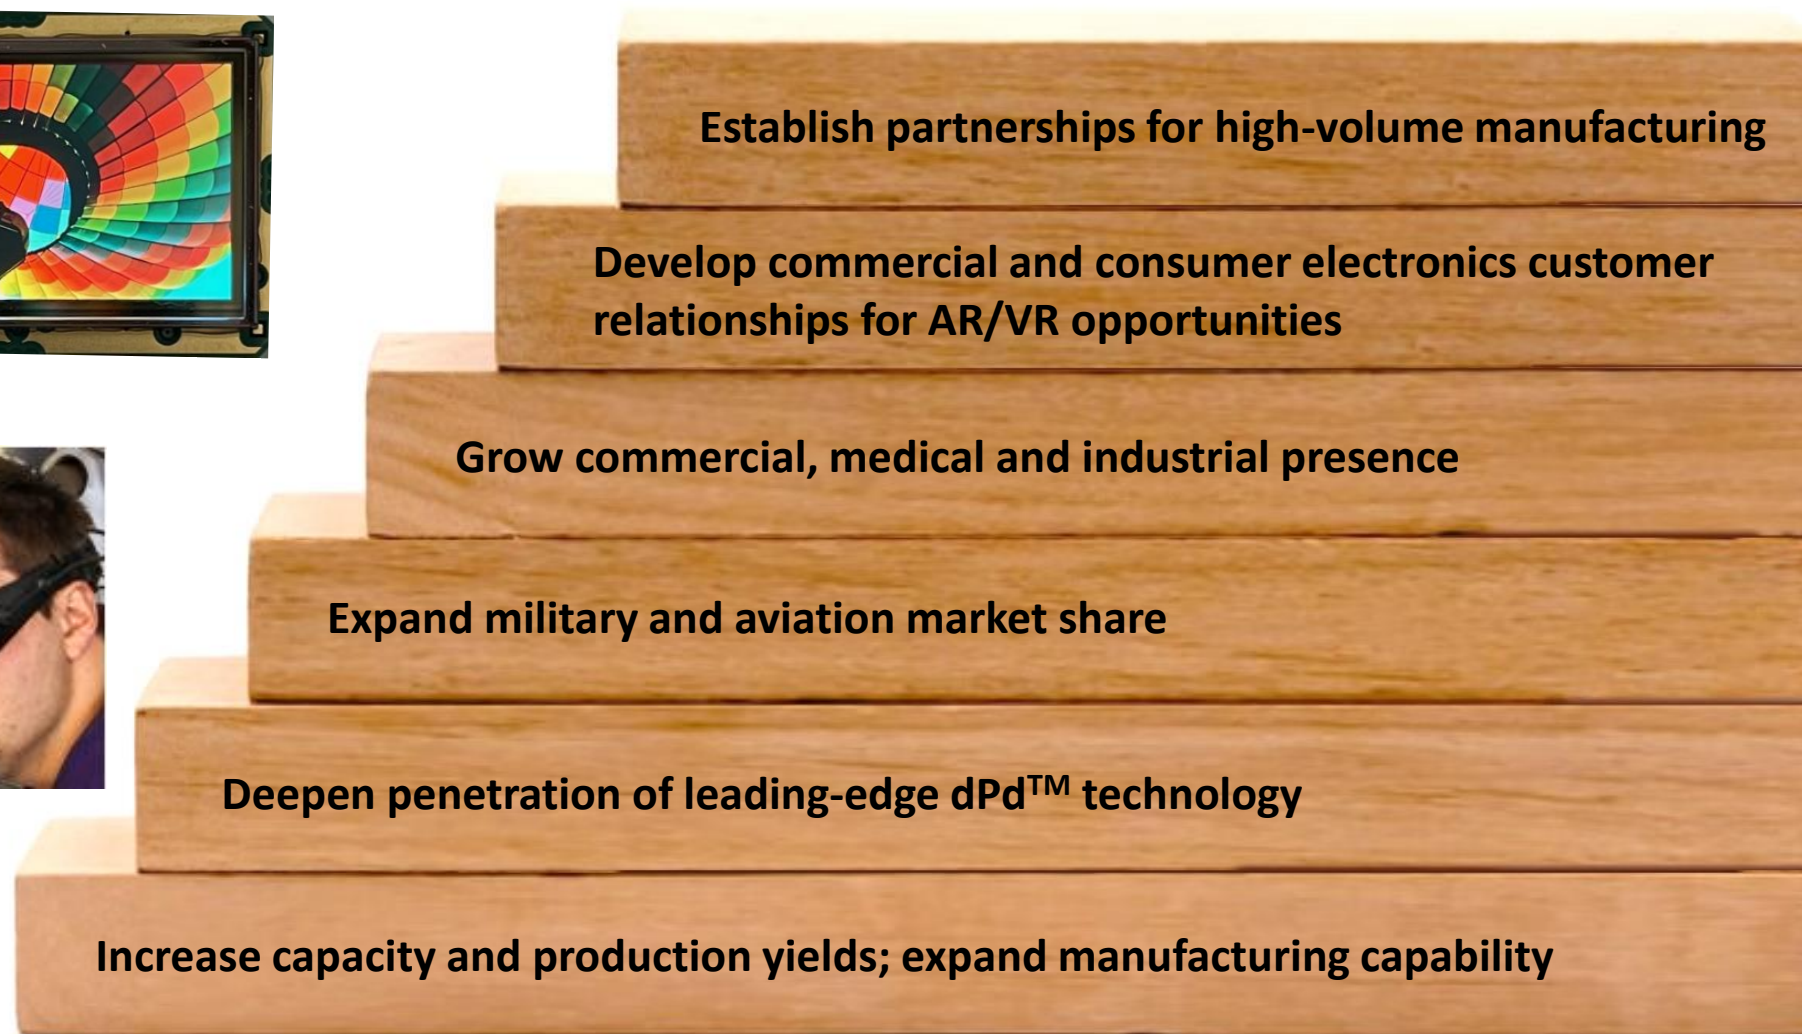 Establish partnerships for high-volume manufacturing
Develop commercial and consumer electronics customer
relationships for AR/VR opportunities
Grow commercial, medical and industrial presence
Expand military and aviation market share
Deepen penetration of leading-edge dPd™ technology
Increase capacity and production yields; expand manufacturing capability